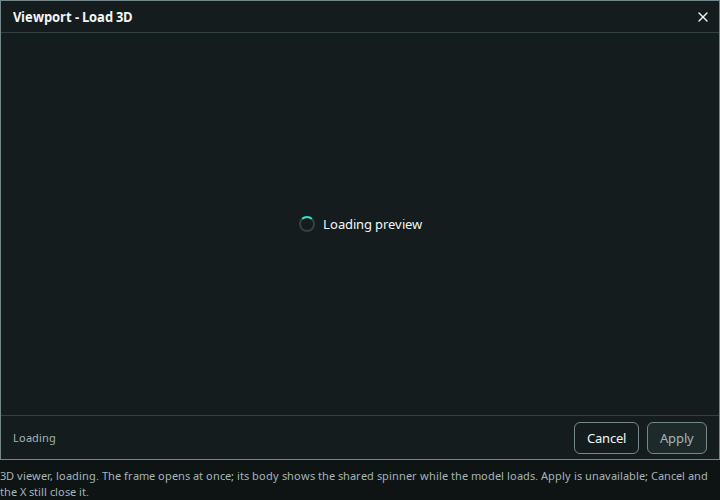 Viewport - Load 3D
Loading preview
Loading
Cancel
Apply
3D viewer, loading. The frame opens at once; its body shows the shared spinner while the model loads. Apply is unavailable; Cancel and
the X still close it.